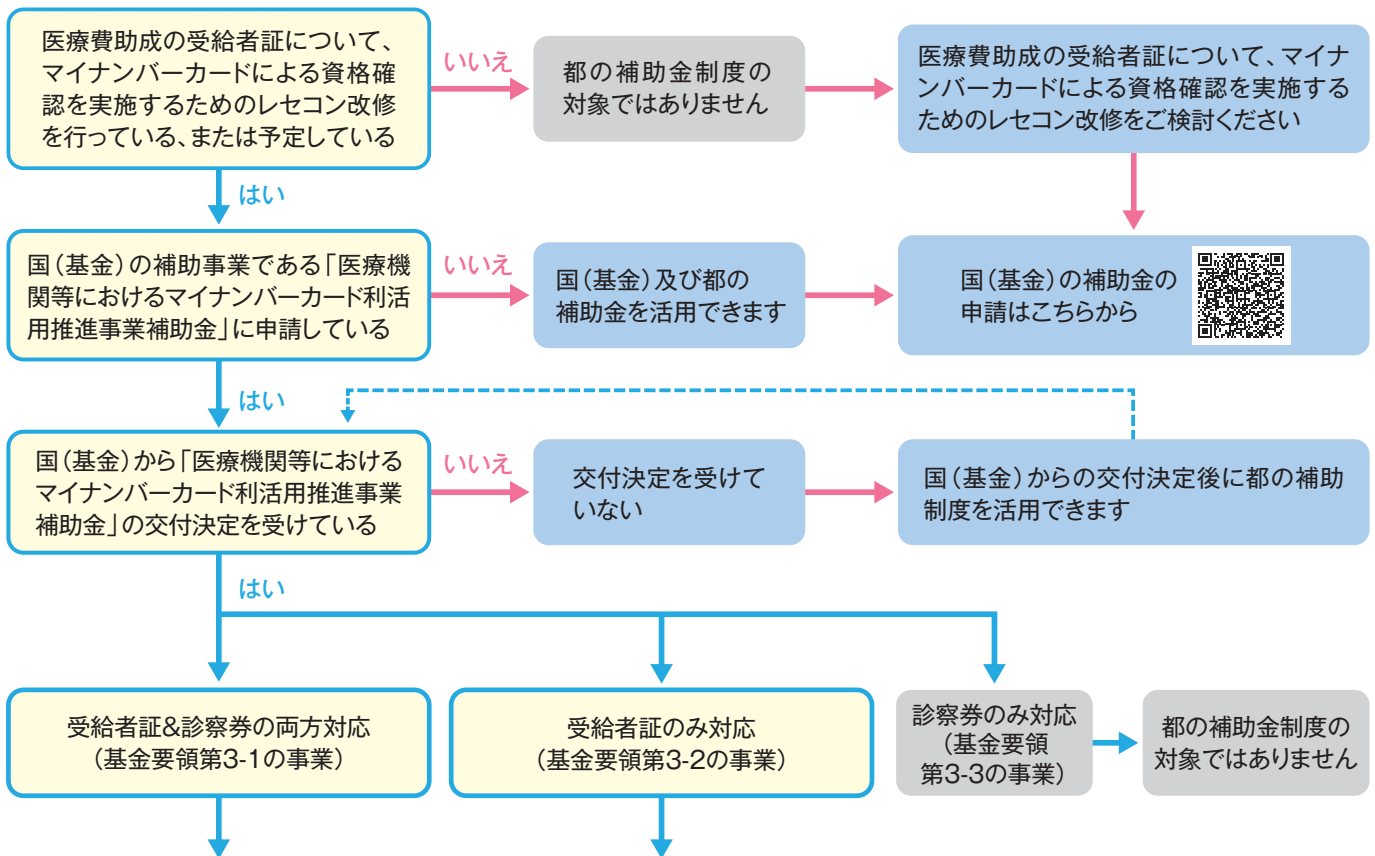 医療費助成の受給者証について、
マイナンバーカードによる資格確
認を実施するためのレセコン改修
を行っている、または予定している
いいえ
都の補助金制度の
対象ではありません
医療費助成の受給者証について、マイナ
ンバーカードによる資格確認を実施する
ためのレセコン改修をご検討ください
はい
国（基金）の補助事業である「医療機
関等におけるマイナンバーカード利活
用推進事業補助金」に申請している
いいえ
国（基金）及び都の
補助金を活用できます
国（基金）の補助金の
申請はこちらから
はい
国（基金）から「医療機関等における
マイナンバーカード利活用推進事業
補助金」の交付決定を受けている
いいえ
交付決定を受けて
いない
国（基金）からの交付決定後に都の補助
制度を活用できます
はい
受給者証&診察券の両方対応
（基金要領第3-1の事業）
受給者証のみ対応
（基金要領第3-2の事業）
診察券のみ対応
（基金要領
第3-3の事業）
都の補助金制度の
対象ではありません